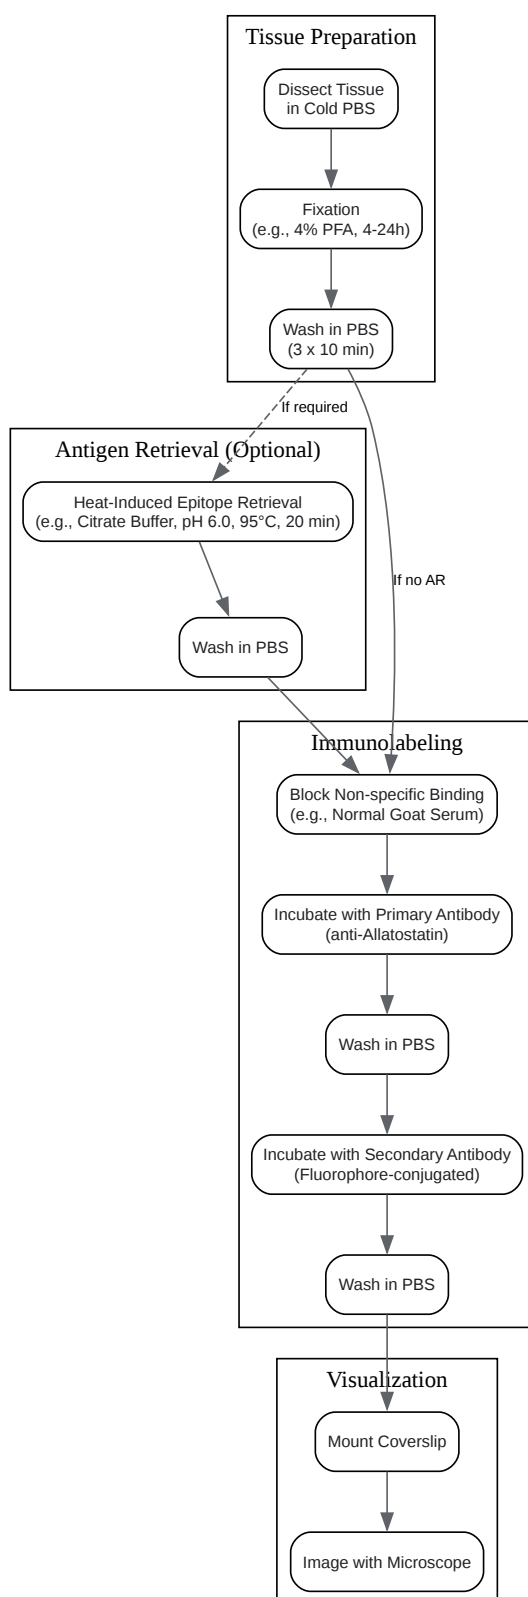 Tissue Preparation
Dissect Tissue
in Cold PBS
Fixation
(e.g., 4% PFA, 4-24h)
Wash in PBS
(3 x 10 min)
If required
Antigen Retrieval (Optional)
Heat-Induced Epitope Retrieval
(e.g., Citrate Buffer, pH 6.0, 95°C, 20 min)
If no AR
Wash in PBS
Immunolabeling
Block Non-specific Binding
(e.g., Normal Goat Serum)
Incubate with Primary Antibody
(anti-Allatostatin)
Wash in PBS
Incubate with Secondary Antibody
(Fluorophore-conjugated)
Wash in PBS
Visualization
Mount Coverslip
Image with Microscope